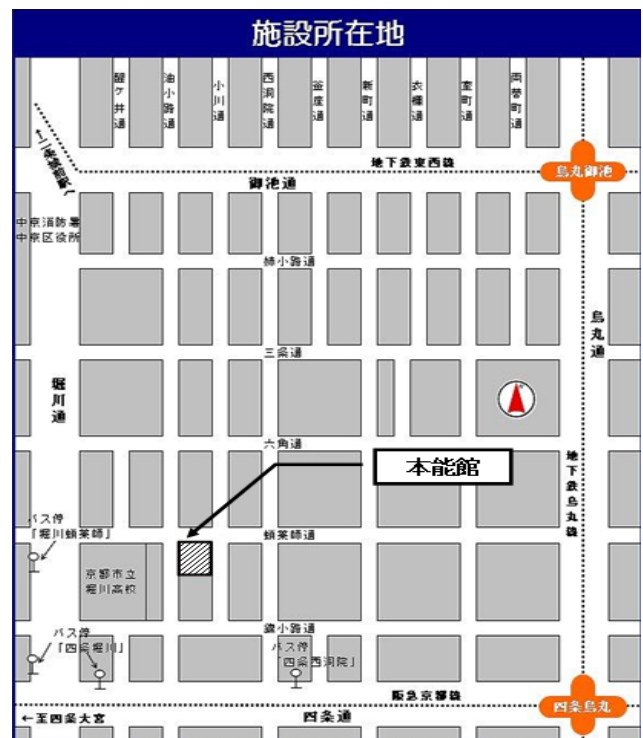 施設所在地
醒ケ井通
油小路通
小川通
西洞院通
釜座通
新町通
衣棚通
室町通
両替町通
←二条城前駅へ
地下鉄東西線
烏丸御池
御池通
中京消防署
中京区役所
姉小路通
烏丸通
三条通
堀川通
六角通
地下鉄烏丸線
本能館
バス停
「堀川蛸薬師」
蛸薬師通
京都市立
堀川高校
錦小路通
バス停
「四条堀川」
バス停
「四条西洞院」
阪急京都線
四条烏丸
←至四条大宮
四条通